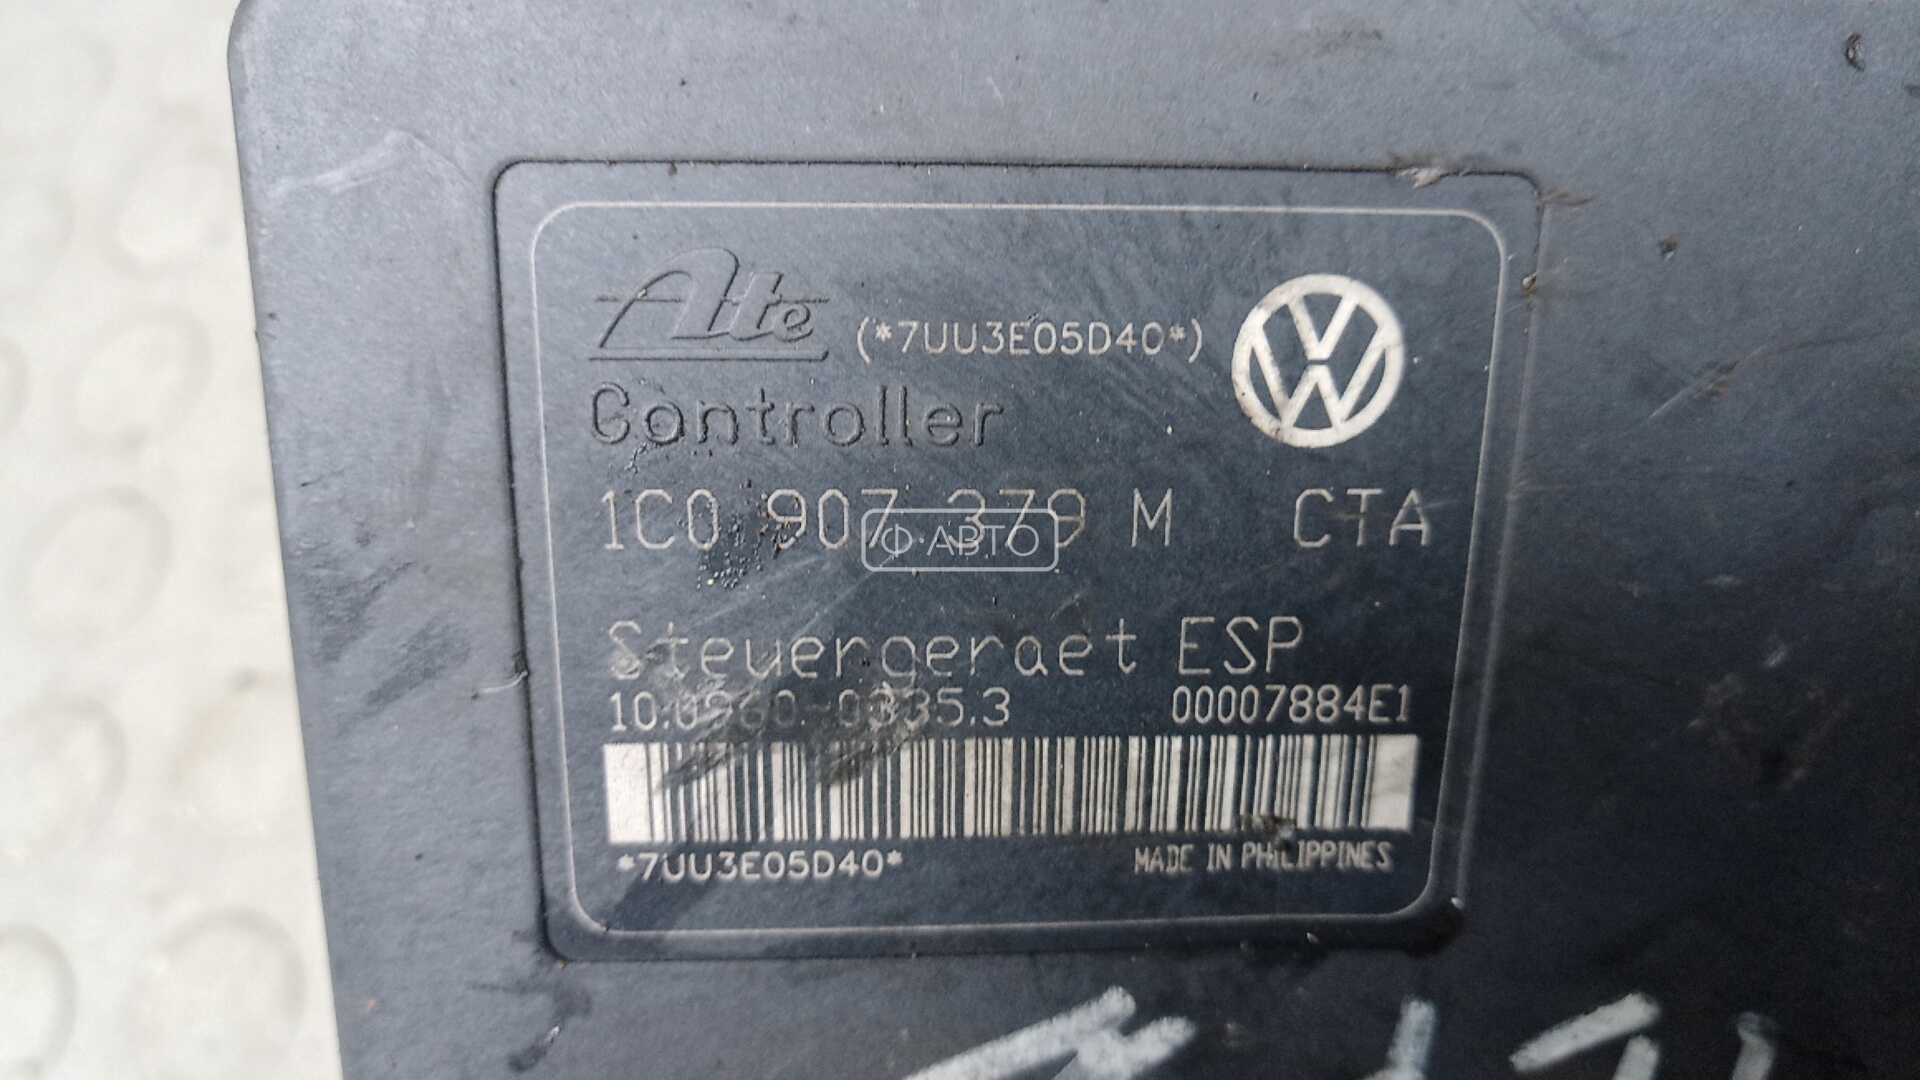 Ate (*7UU3E05D40*)
Controller
1C0 907 379 M CTA
Ф·АВТО
Steuergeraet ESP
10.0960-0335.3 00007884E1
*7UU3E05D40* MADE IN PHILIPPINES